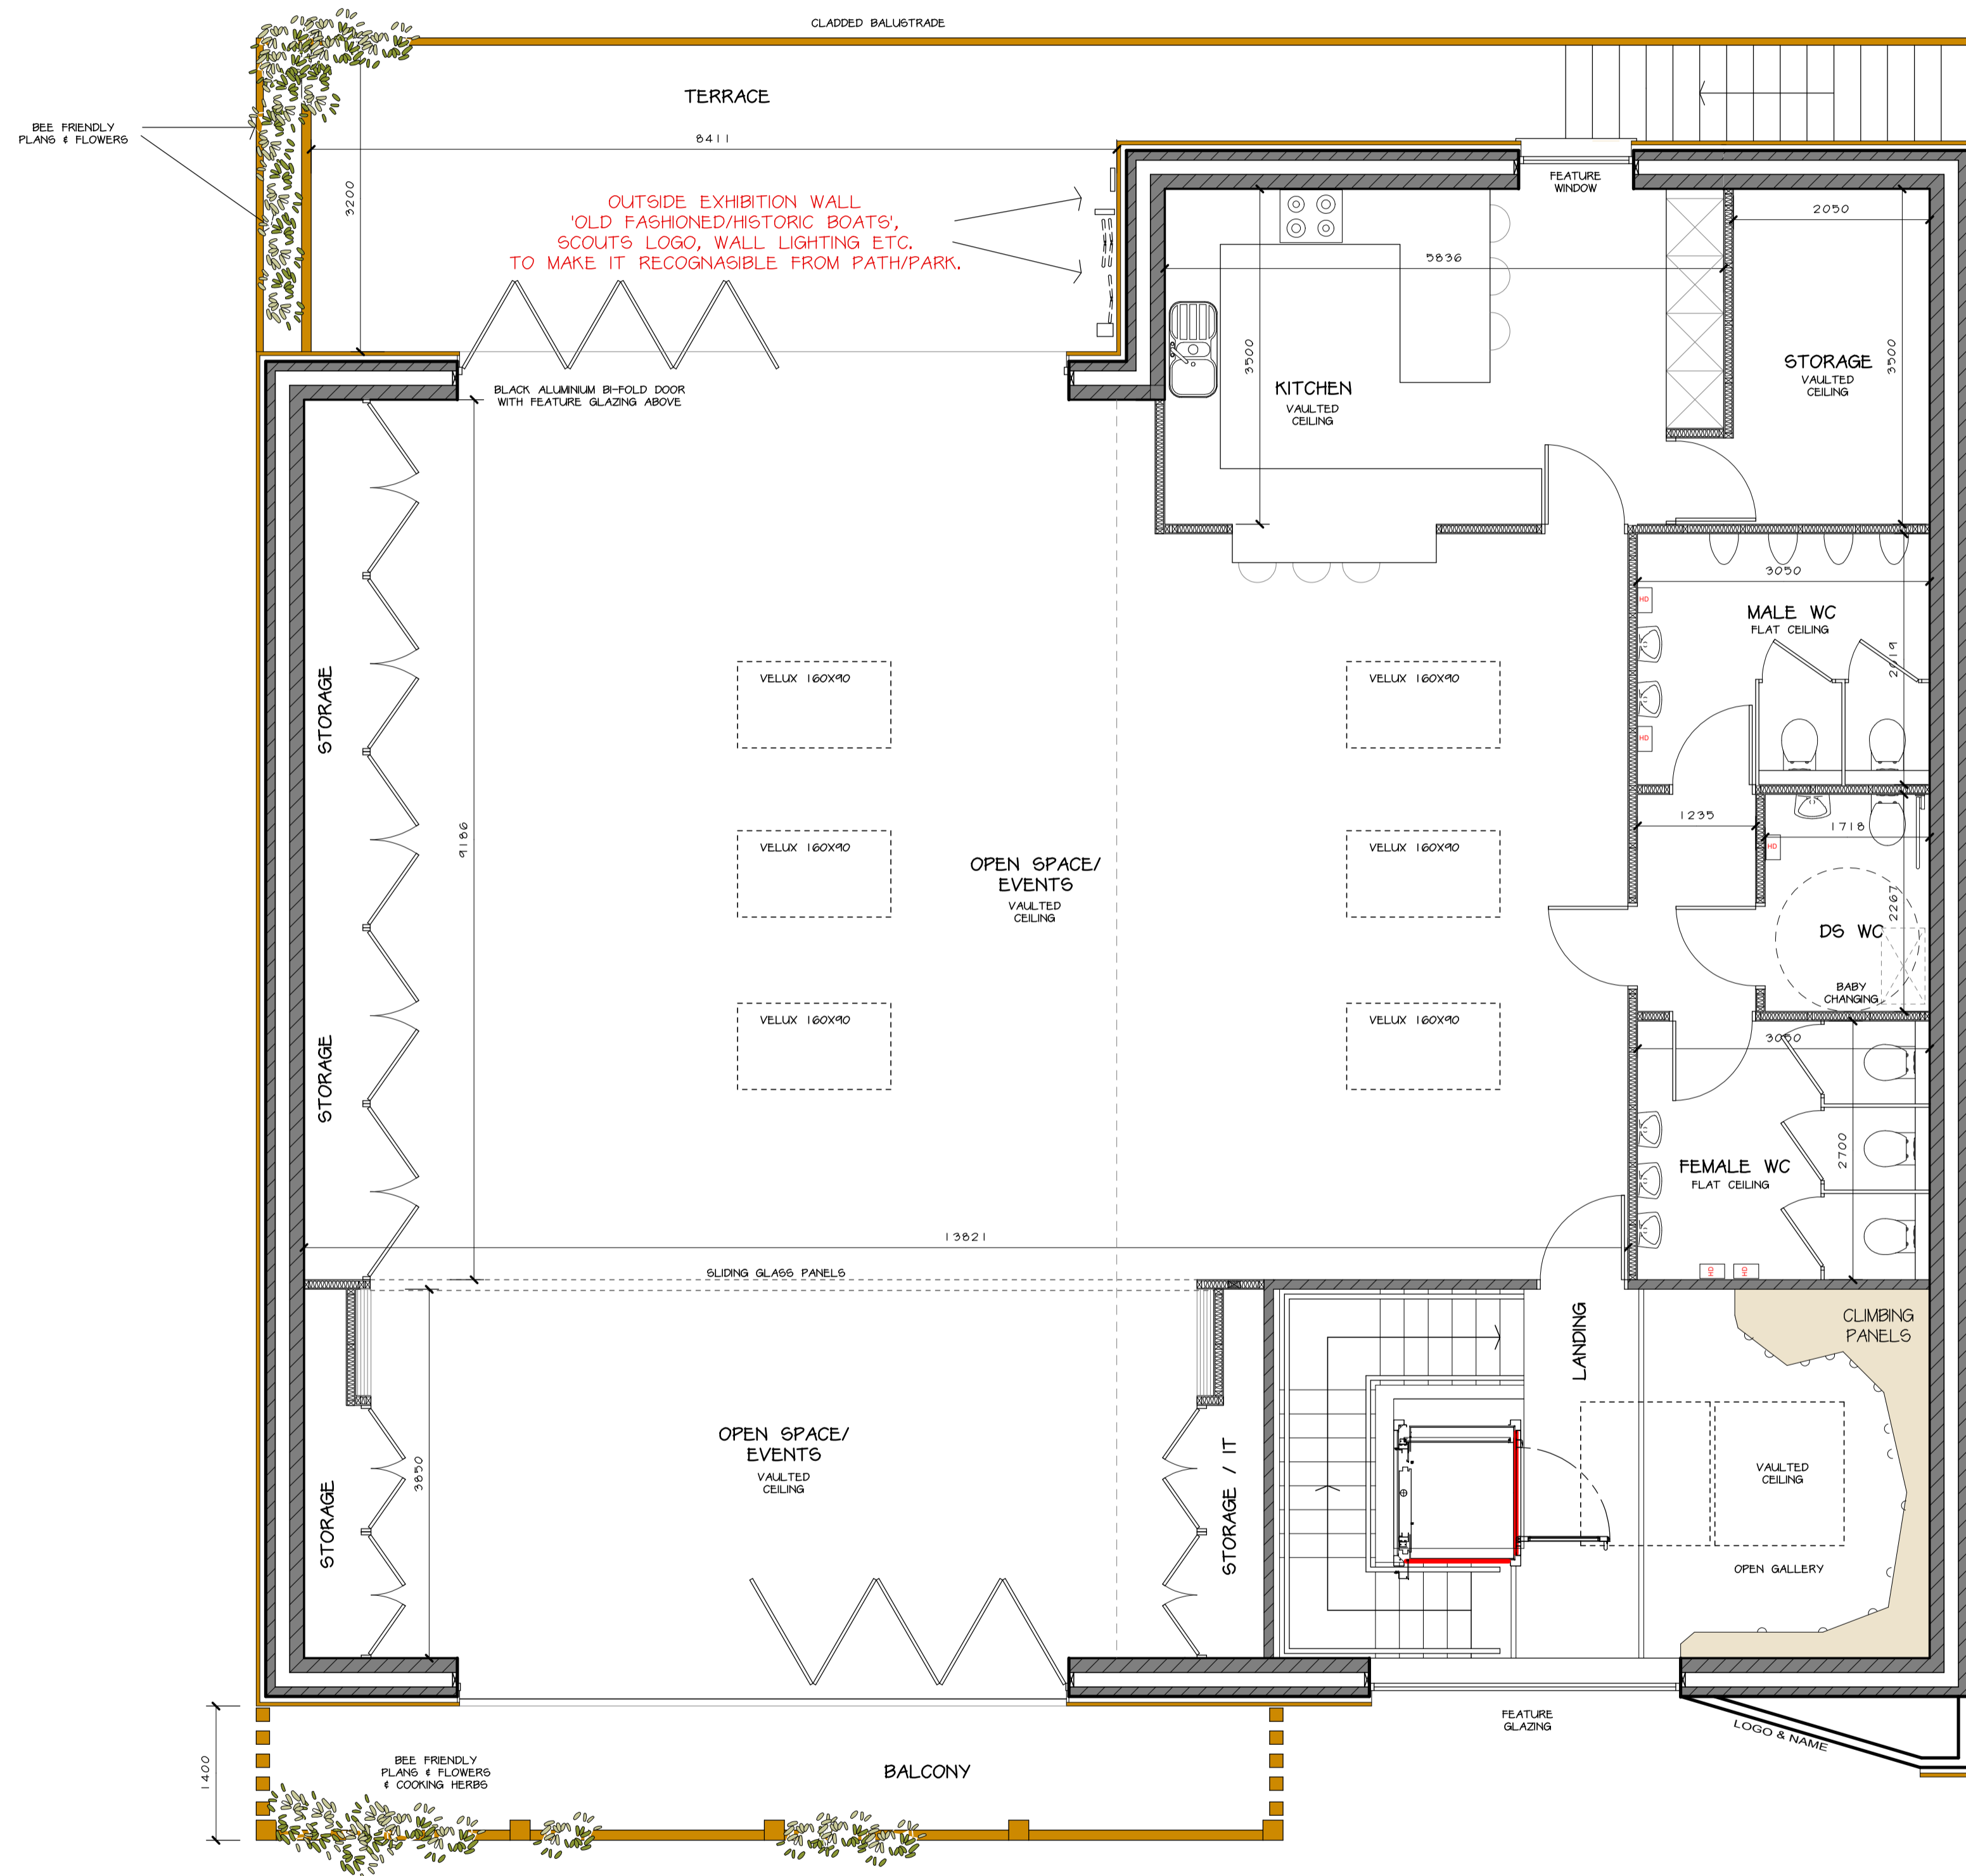 CLADDED BALUSTRADE
TERRACE
BEE FRIENDLY
PLANS & FLOWERS
8411
3200
OUTSIDE EXHIBITION WALL
'OLD FASHIONED/HISTORIC BOATS',
SCOUTS LOGO, WALL LIGHTING ETC.
TO MAKE IT RECOGNASIBLE FROM PATH/PARK.
FEATURE
WINDOW
2050
5836
3500
KITCHEN
VAULTED
CEILING
STORAGE
VAULTED
CEILING
3500
BLACK ALUMINIUM BI-FOLD DOOR
WITH FEATURE GLAZING ABOVE
3050
HD
MALE WC
FLAT CEILING
2619
HD
STORAGE
VELUX 160X90
VELUX 160X90
9186
VELUX 160X90
VELUX 160X90
OPEN SPACE/
EVENTS
VAULTED
CEILING
1235
1718
HD
2267
DS WC
BABY
CHANGING
STORAGE
VELUX 160X90
VELUX 160X90
3050
2700
FEMALE WC
FLAT CEILING
HD
HD
13821
SLIDING GLASS PANELS
LANDING
CLIMBING
PANELS
STORAGE
3850
OPEN SPACE/
EVENTS
VAULTED
CEILING
STORAGE / IT
VAULTED
CEILING
OPEN GALLERY
FEATURE
GLAZING
LOGO & NAME
1400
BEE FRIENDLY
PLANS & FLOWERS
& COOKING HERBS
BALCONY